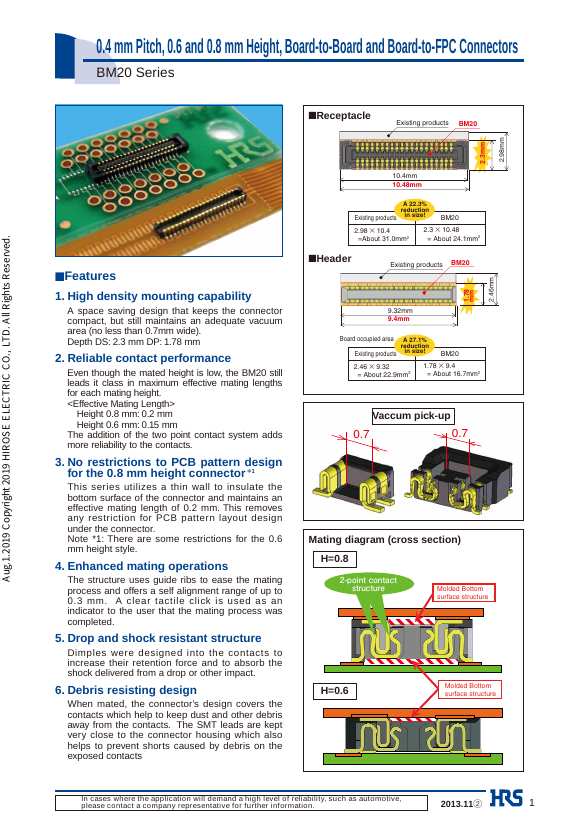 0.4 mm Pitch, 0.6 and 0.8 mm Height, Board-to-Board and Board-to-FPC Connectors
BM20 Series
Aug.1.2019 Copyright 2019 HIROSE ELECTRIC CO., LTD. All Rights Reserved.
HRS
■Features
1. High density mounting capability
A space saving design that keeps the connector
compact, but still maintains an adequate vacuum
area (no less than 0.7mm wide).
Depth DS: 2.3 mm DP: 1.78 mm
2. Reliable contact performance
Even though the mated height is low, the BM20 still
leads it class in maximum effective mating lengths
for each mating height.
<Effective Mating Length>
Height 0.8 mm: 0.2 mm
Height 0.6 mm: 0.15 mm
The addition of the two point contact system adds
more reliability to the contacts.
3. No restrictions to PCB pattern design
for the 0.8 mm height connector *1
This series utilizes a thin wall to insulate the
bottom surface of the connector and maintains an
effective mating length of 0.2 mm. This removes
any restriction for PCB pattern layout design
under the connector.
Note *1: There are some restrictions for the 0.6
mm height style.
4. Enhanced mating operations
The structure uses guide ribs to ease the mating
process and offers a self alignment range of up to
0.3 mm. A clear tactile click is used as an
indicator to the user that the mating process was
completed.
5. Drop and shock resistant structure
Dimples were designed into the contacts to
increase their retention force and to absorb the
shock delivered from a drop or other impact.
6. Debris resisting design
When mated, the connector's design covers the
contacts which help to keep dust and other debris
away from the contacts. The SMT leads are kept
very close to the connector housing which also
helps to prevent shorts caused by debris on the
exposed contacts
■Receptacle
Existing products
BM20
2.3mm
2.98mm
10.4mm
10.48mm
A 22.3%
reduction
in size!
Existing products
BM20
2.98 × 10.4
=About 31.0mm²
2.3 × 10.48
= About 24.1mm²
■Header
Existing products
BM20
1.78mm
2.46mm
9.32mm
9.4mm
Board occupied area
A 27.1%
reduction
in size!
Existing products
BM20
2.46 × 9.32
= About 22.9mm²
1.78 × 9.4
= About 16.7mm²
Vaccum pick-up
0.7
0.7
Mating diagram (cross section)
H=0.8
2-point contact
structure
Molded Bottom
surface structure
H=0.6
Molded Bottom
surface structure
In cases where the application will demand a high level of reliability, such as automotive,
please contact a company representative for further information.
2013.11②
HRS
1